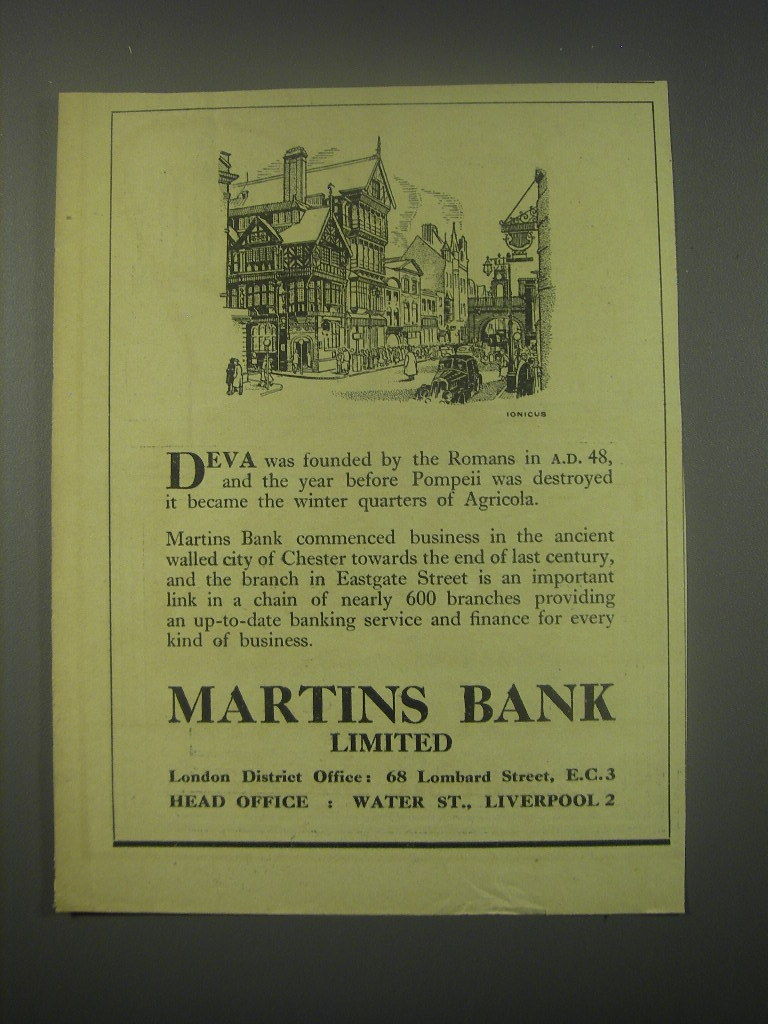 IONICUS
DEVA was founded by the Romans in A.D. 48,
and the year before Pompeii was destroyed
it became the winter quarters of Agricola.
Martins Bank commenced business in the ancient
walled city of Chester towards the end of last century,
and the branch in Eastgate Street is an important
link in a chain of nearly 600 branches providing
an up-to-date banking service and finance for every
kind of business.
MARTINS BANK
LIMITED
London District Office: 68 Lombard Street, E.C.3
HEAD OFFICE : WATER ST., LIVERPOOL 2